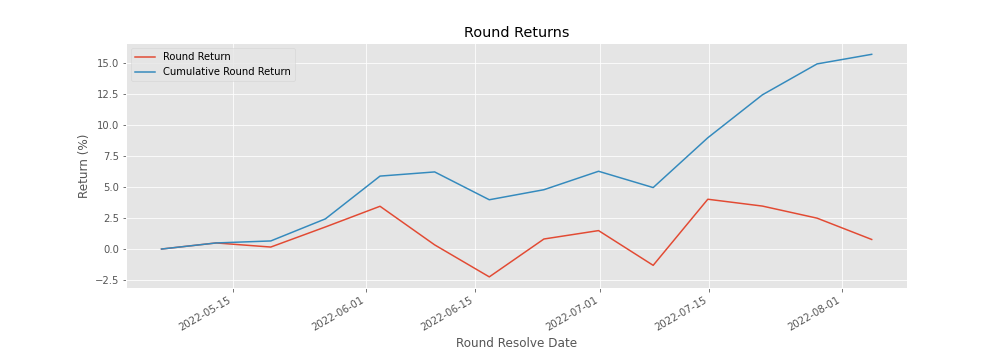 Round Returns
Round Return
Cumulative Round Return
Return (%)
15.0
12.5
10.0
7.5
5.0
2.5
0.0
−2.5
2022-05-15
2022-06-01
2022-06-15
2022-07-01
2022-07-15
2022-08-01
Round Resolve Date